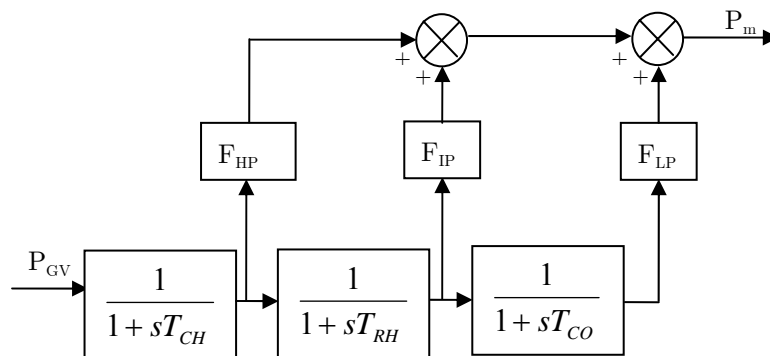 P_m
+ +
+ +
F_HP
F_IP
F_LP
P_GV
1 / (1 + sT_CH)
1 / (1 + sT_RH)
1 / (1 + sT_CO)